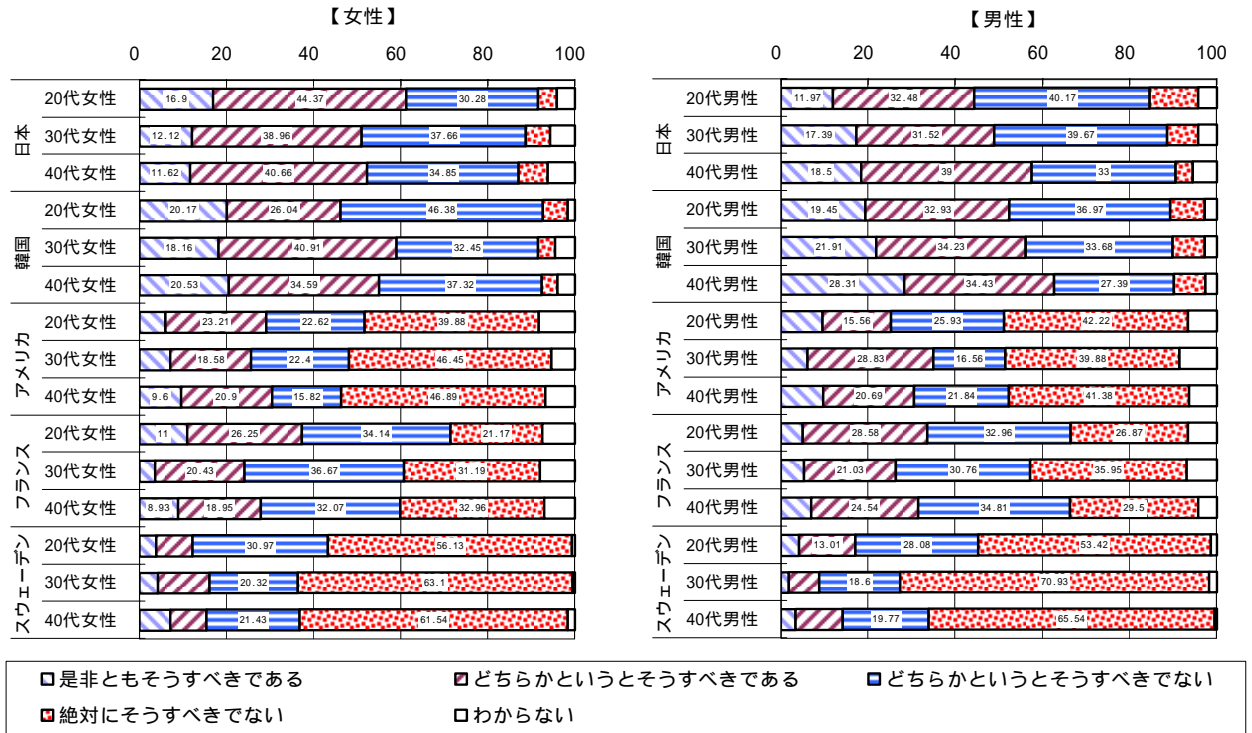 【女性】
【男性】
0 20 40 60 80 100
0 20 40 60 80 100
日本
20代女性 16.9 44.37 30.28
30代女性 12.12 38.96 37.66
40代女性 11.62 40.66 34.85
韓国
20代女性 20.17 26.04 46.38
30代女性 18.16 40.91 32.45
40代女性 20.53 34.59 37.32
アメリカ
20代女性 23.21 22.62 39.88
30代女性 18.58 22.4 46.45
40代女性 9.6 20.9 15.82 46.89
フランス
20代女性 11 26.25 34.14 21.17
30代女性 20.43 36.67 31.19
40代女性 8.93 18.95 32.07 32.96
スウェーデン
20代女性 30.97 56.13
30代女性 20.32 63.1
40代女性 21.43 61.54
日本
20代男性 11.97 32.48 40.17
30代男性 17.39 31.52 39.67
40代男性 18.5 39 33
韓国
20代男性 19.45 32.93 36.97
30代男性 21.91 34.23 33.68
40代男性 28.31 34.43 27.39
アメリカ
20代男性 15.56 25.93 42.22
30代男性 28.83 16.56 39.88
40代男性 20.69 21.84 41.38
フランス
20代男性 28.58 32.96 26.87
30代男性 21.03 30.76 35.95
40代男性 24.54 34.81 29.5
スウェーデン
20代男性 13.01 28.08 53.42
30代男性 18.6 70.93
40代男性 19.77 65.54
是非ともそうすべきである どちらかというとそうすべきである どちらかというとそうすべきでない
絶対にそうすべきでない わからない